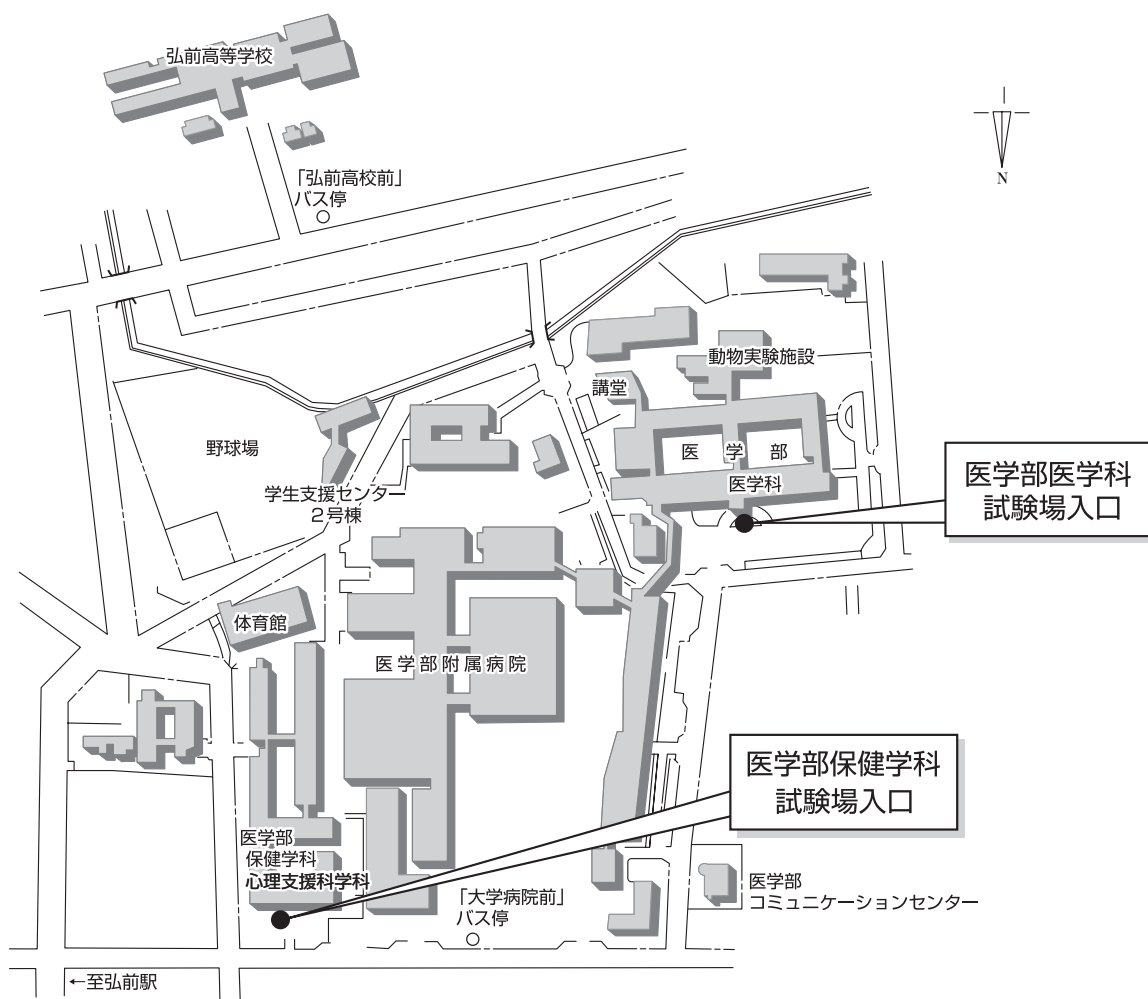 弘前高等学校
「弘前高校前」
バス停
N
動物実験施設
講堂
野球場
医学部
医学科
医学部医学科
試験場入口
学生支援センター
2号棟
体育館
医学部附属病院
医学部保健学科
試験場入口
医学部
保健学科
心理支援科学科
「大学病院前」
バス停
医学部
コミュニケーションセンター
←至弘前駅